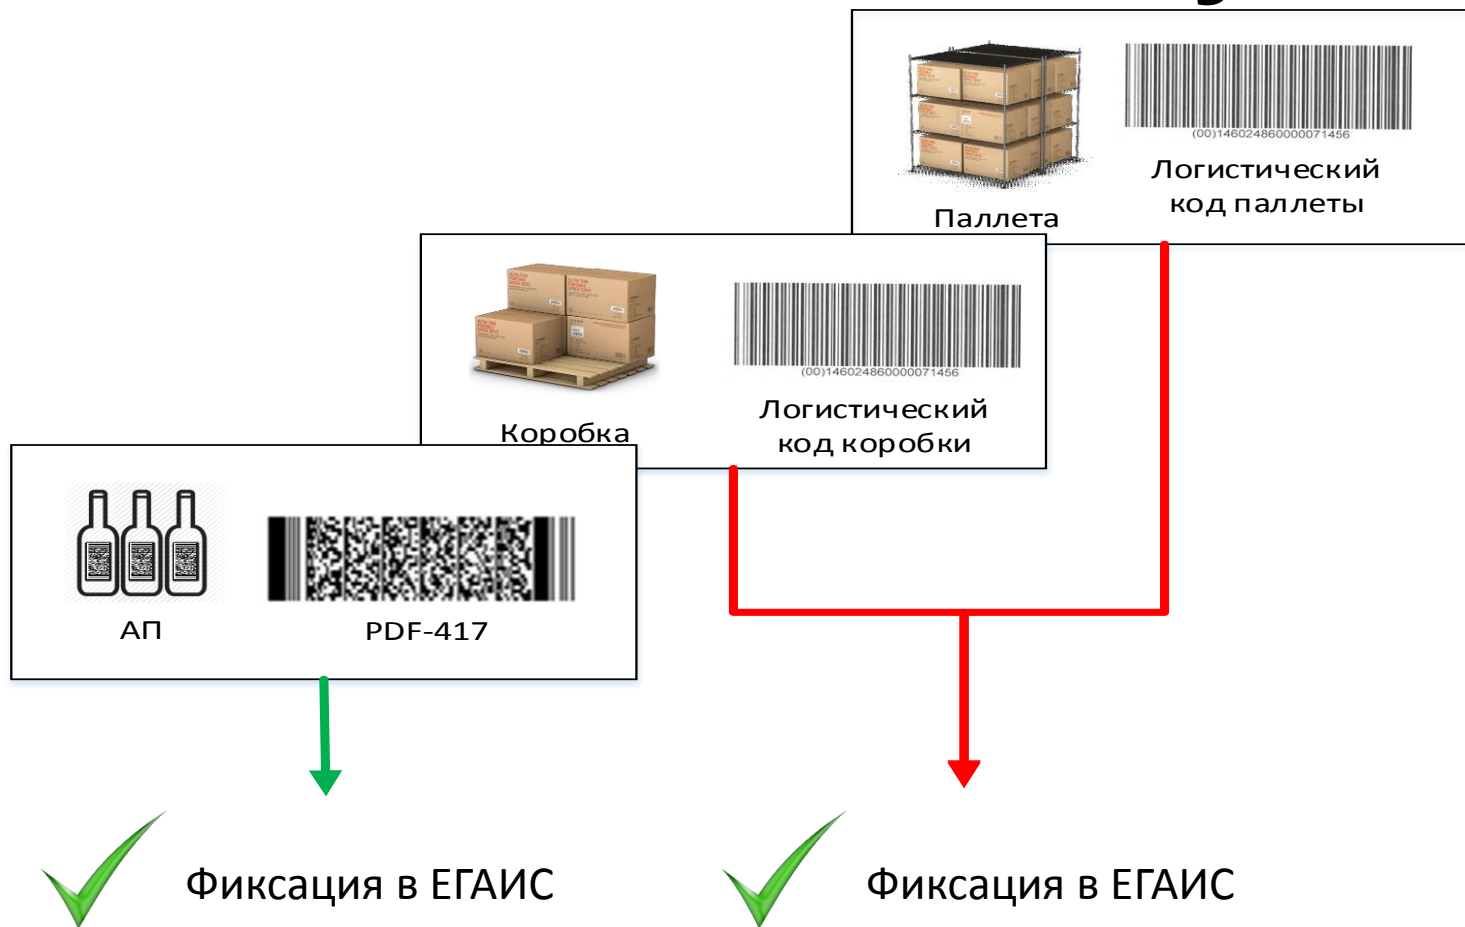 (00)146024860000071456
Логистический
код паллеты
Паллета
(00)146024860000071456
Логистический
код коробки
Коробка
АП
PDF-417
Фиксация в ЕГАИС
Фиксация в ЕГАИС